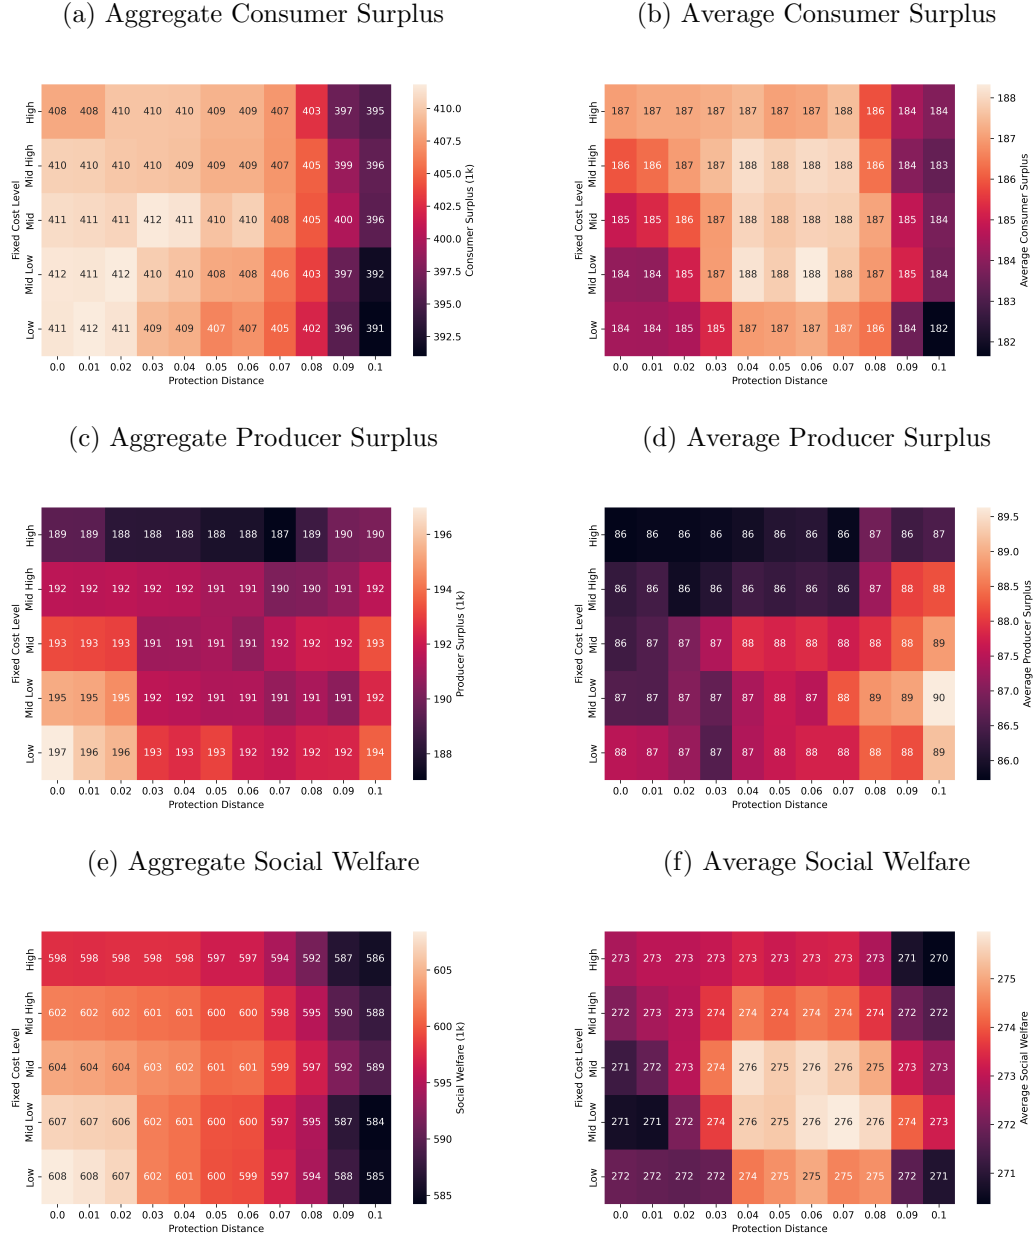 (a) Aggregate Consumer Surplus
High 408 408 410 410 410 409 409 407 403 397 395
Mid High 410 410 410 410 409 409 409 407 405 399 396
Mid 411 411 411 412 411 410 410 408 405 400 396
Mid Low 412 411 412 410 410 408 408 406 403 397 392
Low 411 412 411 409 409 407 407 405 402 396 391
0.0 0.01 0.02 0.03 0.04 0.05 0.06 0.07 0.08 0.09 0.1
Protection Distance
Fixed Cost Level
410.0
407.5
405.0
402.5
400.0
397.5
395.0
392.5
Consumer Surplus (1k)
(b) Average Consumer Surplus
High 187 187 187 187 187 187 187 188 186 184 184
Mid High 186 186 187 187 188 188 188 188 186 184 183
Mid 185 185 186 187 188 188 188 188 187 185 184
Mid Low 184 184 185 187 188 188 188 188 187 185 184
Low 184 184 185 185 187 187 187 187 186 184 182
0.0 0.01 0.02 0.03 0.04 0.05 0.06 0.07 0.08 0.09 0.1
Protection Distance
Fixed Cost Level
188
187
186
185
184
183
182
Average Consumer Surplus
(c) Aggregate Producer Surplus
High 189 189 188 188 188 188 188 187 189 190 190
Mid High 192 192 192 192 192 191 191 190 190 191 192
Mid 193 193 193 191 191 191 191 192 192 192 193
Mid Low 195 195 195 192 192 191 191 191 191 191 192
Low 197 196 196 193 193 193 192 192 192 192 194
0.0 0.01 0.02 0.03 0.04 0.05 0.06 0.07 0.08 0.09 0.1
Protection Distance
Fixed Cost Level
196
194
192
190
188
Producer Surplus (1k)
(d) Average Producer Surplus
High 86 86 86 86 86 86 86 86 87 86 87
Mid High 86 86 86 86 86 86 86 86 87 88 88
Mid 86 87 87 87 88 88 88 88 88 88 89
Mid Low 87 87 87 87 88 88 87 88 89 89 90
Low 88 87 87 86 87 88 88 88 88 88 89
0.0 0.01 0.02 0.03 0.04 0.05 0.06 0.07 0.08 0.09 0.1
Protection Distance
Fixed Cost Level
89.5
89.0
88.5
88.0
87.5
87.0
86.5
86.0
Average Producer Surplus
(e) Aggregate Social Welfare
High 598 598 598 598 598 597 597 594 592 587 586
Mid High 602 602 602 601 601 600 600 598 595 590 588
Mid 604 604 604 603 602 601 601 599 597 592 589
Mid Low 607 607 606 602 601 600 600 597 595 587 584
Low 608 608 607 602 601 600 599 597 594 588 585
0.0 0.01 0.02 0.03 0.04 0.05 0.06 0.07 0.08 0.09 0.1
Protection Distance
Fixed Cost Level
605
600
595
590
585
Social Welfare (1k)
(f) Average Social Welfare
High 273 273 273 273 273 273 273 273 273 271 270
Mid High 272 273 273 274 274 274 274 274 274 272 272
Mid 271 272 273 274 276 275 276 276 275 273 273
Mid Low 271 271 272 274 276 275 276 276 276 274 273
Low 272 272 272 272 274 275 275 275 275 272 271
0.0 0.01 0.02 0.03 0.04 0.05 0.06 0.07 0.08 0.09 0.1
Protection Distance
Fixed Cost Level
275
274
273
272
271
Average Social Welfare